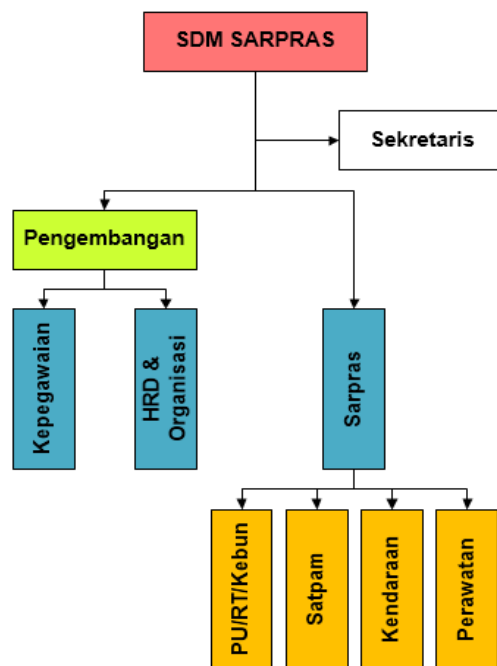 SDM SARPRAS
Sekretaris
Pengembangan
Kepegawaian
HRD &
Organisasi
Sarpras
PU/RT/Kebun
Satpam
Kendaraan
Perawatan